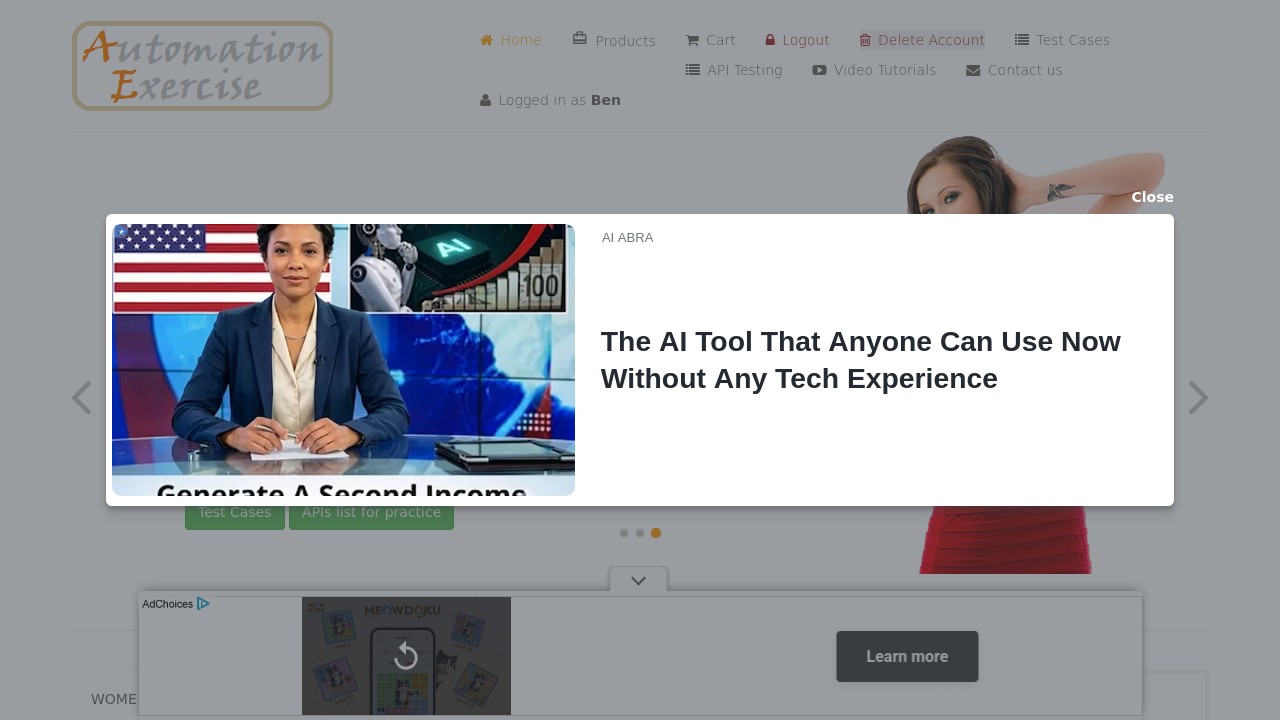 Automation
Exercise
Home
Products
Cart
Logout
Delete Account
Test Cases
API Testing
Video Tutorials
Contact us
Logged in as Ben
Close
AI
100
AI ABRA
The AI Tool That Anyone Can Use Now
Without Any Tech Experience
Generate A Second Income
Test Cases
APIs list for practice
AdChoices
MEOWDOKU
Learn more
WOME